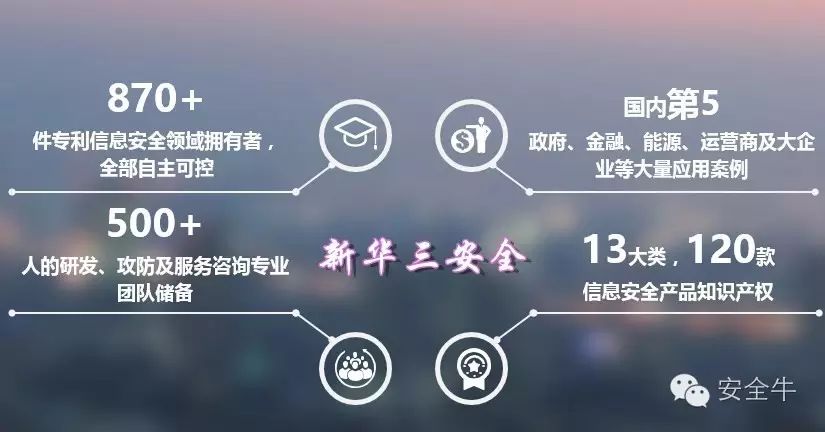 870+
件专利信息安全领域拥有者，
全部自主可控
国内第5
政府、金融、能源、运营商及大企
业等大量应用案例
500+
人的研发、攻防及服务咨询专业
团队储备
新华三安全
13大类，120款
信息安全产品知识产权
安全牛